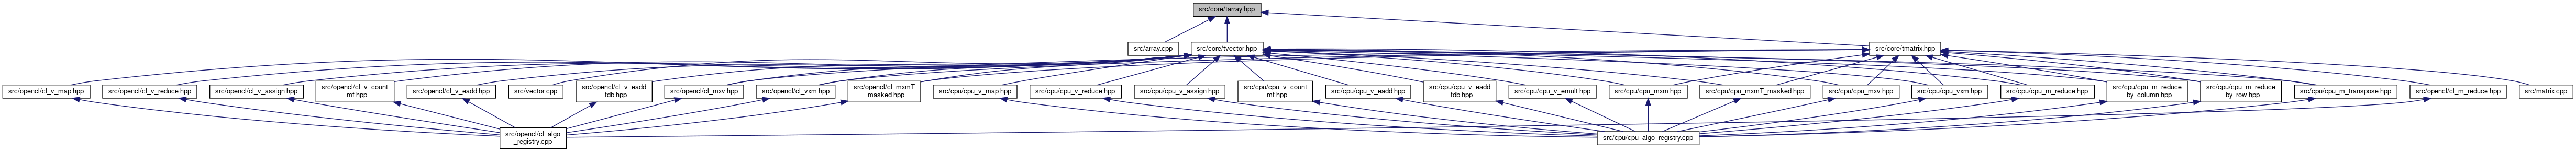 src/core/tarray.hpp
src/array.cpp
src/core/tvector.hpp
src/core/tmatrix.hpp
src/opencl/cl_v_map.hpp
src/opencl/cl_v_reduce.hpp
src/opencl/cl_v_assign.hpp
src/opencl/cl_v_count
_mf.hpp
src/opencl/cl_v_eadd.hpp
src/vector.cpp
src/opencl/cl_v_eadd
_fdb.hpp
src/opencl/cl_mxv.hpp
src/opencl/cl_vxm.hpp
src/opencl/cl_mxmT
_masked.hpp
src/cpu/cpu_v_map.hpp
src/cpu/cpu_v_reduce.hpp
src/cpu/cpu_v_assign.hpp
src/cpu/cpu_v_count
_mf.hpp
src/cpu/cpu_v_eadd.hpp
src/cpu/cpu_v_eadd
_fdb.hpp
src/cpu/cpu_v_emult.hpp
src/cpu/cpu_mxm.hpp
src/cpu/cpu_mxmT_masked.hpp
src/cpu/cpu_mxv.hpp
src/cpu/cpu_vxm.hpp
src/cpu/cpu_m_reduce.hpp
src/cpu/cpu_m_reduce
_by_column.hpp
src/cpu/cpu_m_reduce
_by_row.hpp
src/cpu/cpu_m_transpose.hpp
src/opencl/cl_m_reduce.hpp
src/matrix.cpp
src/opencl/cl_algo
_registry.cpp
src/cpu/cpu_algo_registry.cpp